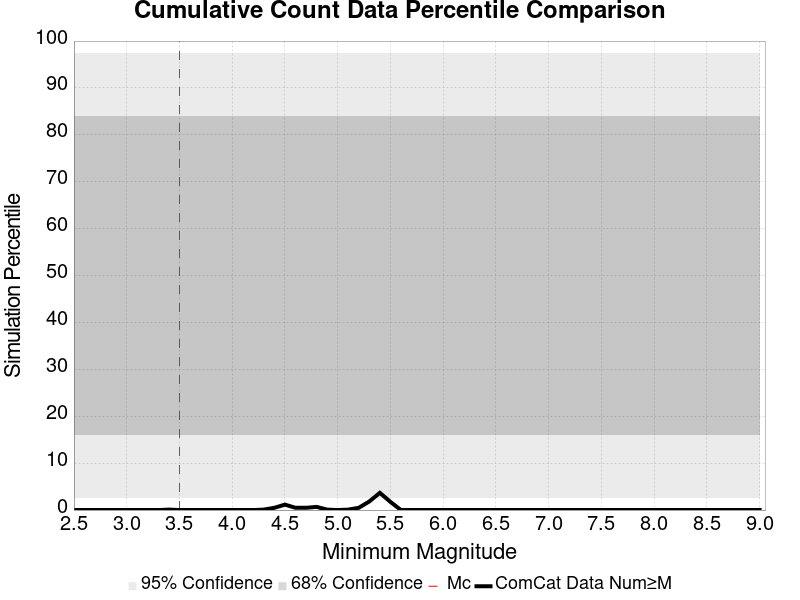 Cumulative Count Data Percentile Comparison
100
90
80
70
60
50
40
30
20
10
0
Simulation Percentile
2.5 3.0 3.5 4.0 4.5 5.0 5.5 6.0 6.5 7.0 7.5 8.0 8.5 9.0
Minimum Magnitude
95% Confidence 68% Confidence Mc ComCat Data Num≥M